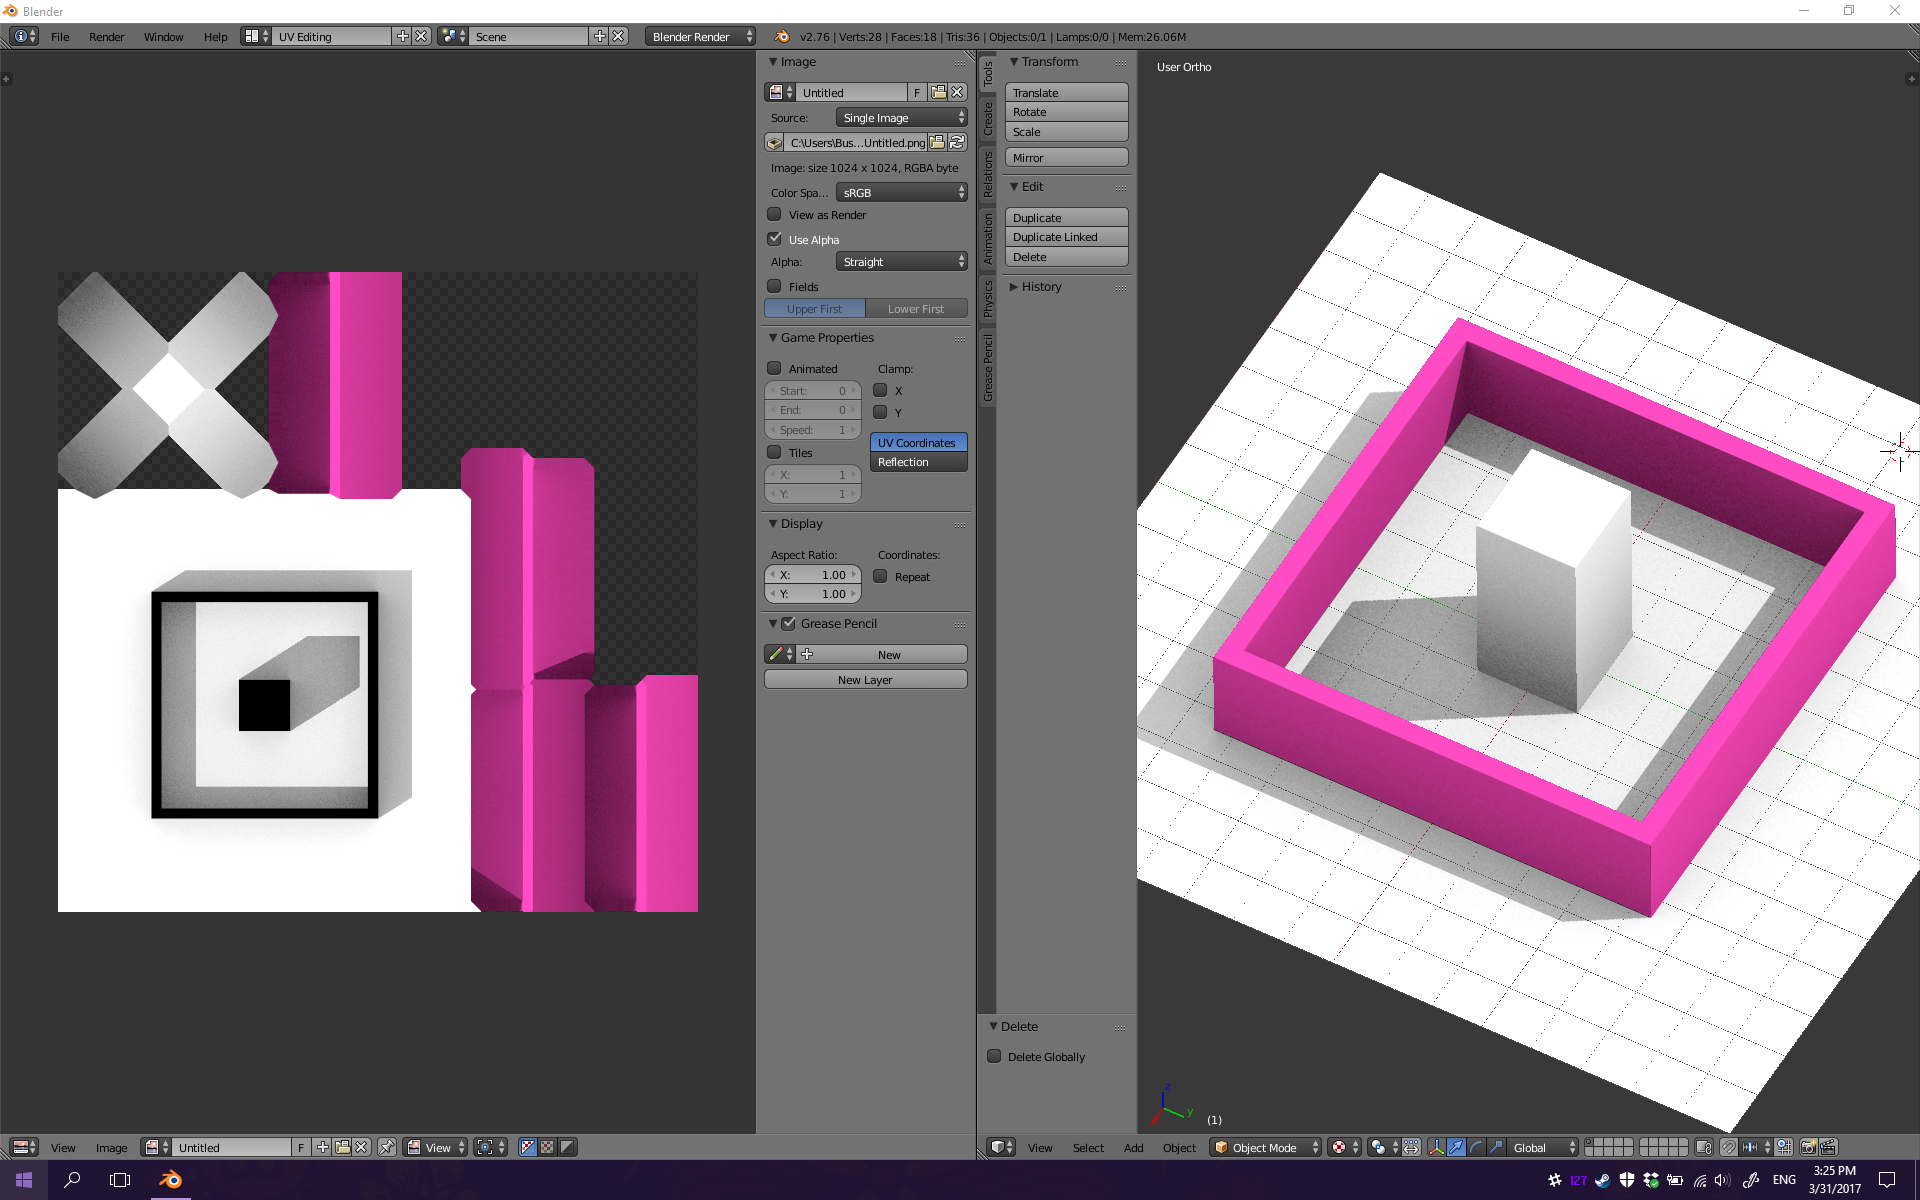 Blender
File Render Window Help UV Editing Scene Blender Render v2.76 | Verts:28 | Faces:18 | Tris:36 | Objects:0/1 | Lamps:0/0 | Mem:26.06M
Image
Untitled F
Source: Single Image
C:\Users\Bus...Untitled.png
Image: size 1024 x 1024, RGBA byte
Color Spa... sRGB
View as Render
Use Alpha
Alpha: Straight
Fields
Upper First Lower First
Game Properties
Animated Clamp:
Start: 0 X
End: 0 Y
Speed: 1
Tiles UV Coordinates
X: 1 Reflection
Y: 1
Display
Aspect Ratio: Coordinates:
X: 1.00 Repeat
Y: 1.00
Grease Pencil
New
New Layer
Tools
Create
Relations
Animation
Physics
Grease Pencil
Transform
Translate
Rotate
Scale
Mirror
Edit
Duplicate
Duplicate Linked
Delete
History
Delete
Delete Globally
User Ortho
z
y
(1)
View Image Untitled F View
View Select Add Object Object Mode Global
127 ENG 3:25 PM
3/31/2017